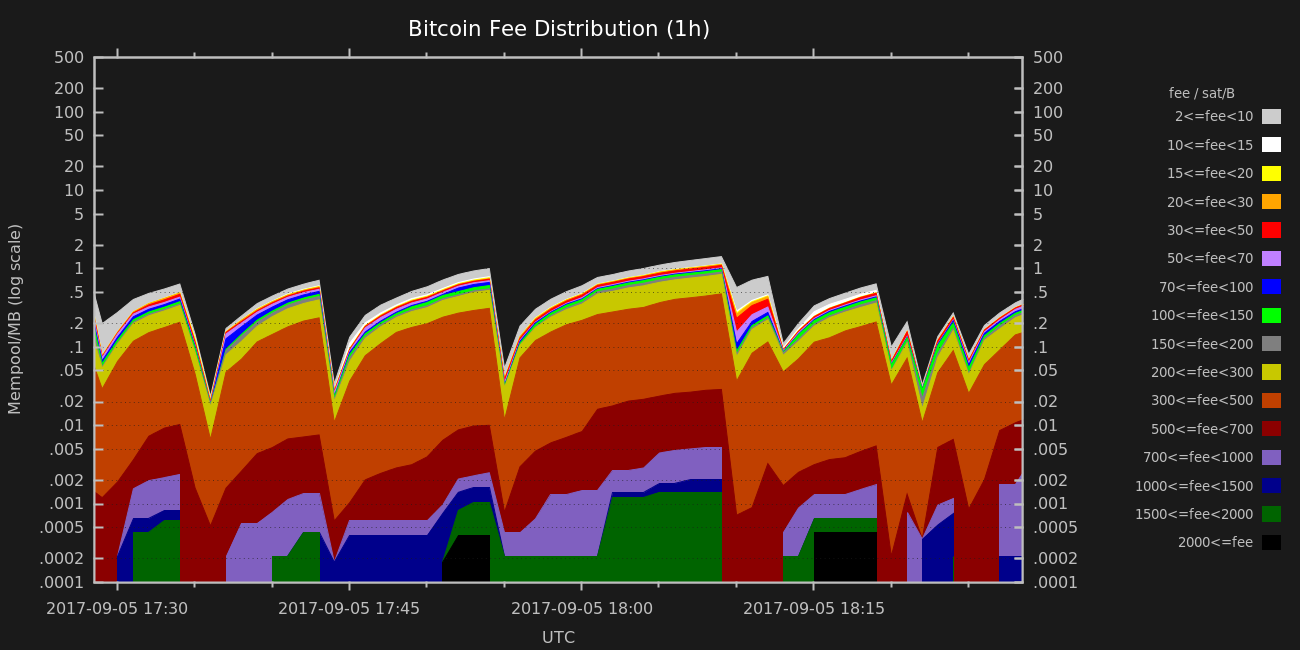 Bitcoin Fee Distribution (1h)
500 500
200 200
100 100
50 50
20 20
10 10
5 5
2 2
1 1
.5 .5
.2 .2
.1 .1
.05 .05
.02 .02
.01 .01
.005 .005
.002 .002
.001 .001
.0005 .0005
.0002 .0002
.0001 .0001
Mempool/MB (log scale)
2017-09-05 17:30 2017-09-05 17:45 2017-09-05 18:00 2017-09-05 18:15
UTC
fee / sat/B
2<=fee<10
10<=fee<15
15<=fee<20
20<=fee<30
30<=fee<50
50<=fee<70
70<=fee<100
100<=fee<150
150<=fee<200
200<=fee<300
300<=fee<500
500<=fee<700
700<=fee<1000
1000<=fee<1500
1500<=fee<2000
2000<=fee